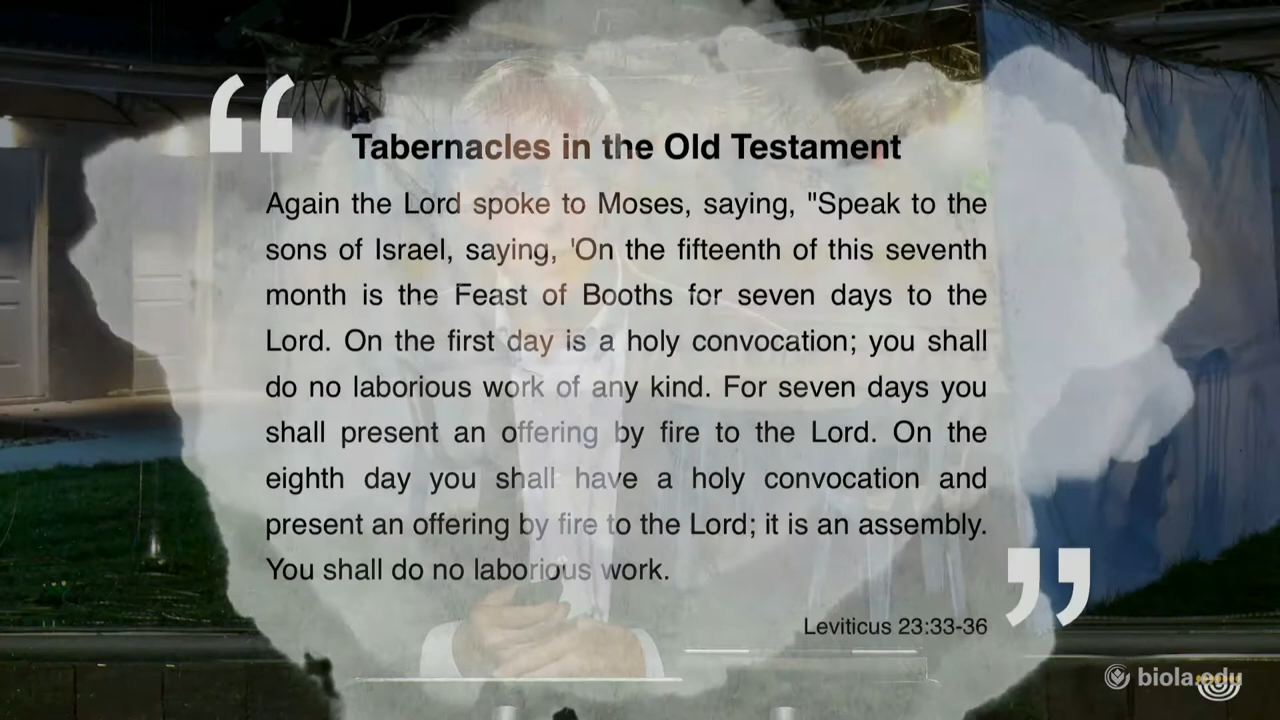 Tabernacles in the Old Testament
Again the Lord spoke to Moses, saying, "Speak to the
sons of Israel, saying, 'On the fifteenth of this seventh
month is the Feast of Booths for seven days to the
Lord. On the first day is a holy convocation; you shall
do no laborious work of any kind. For seven days you
shall present an offering by fire to the Lord. On the
eighth day you shall have a holy convocation and
present an offering by fire to the Lord; it is an assembly.
You shall do no laborious work.
Leviticus 23:33-36
biola.edu